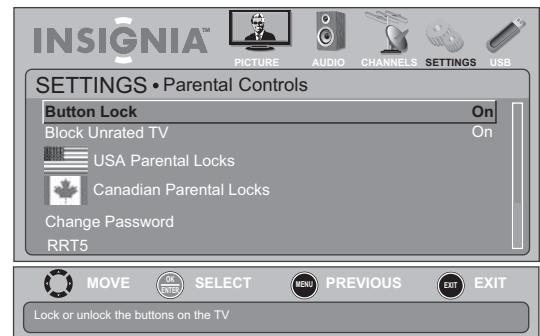 INSIGNIA™
PICTURE AUDIO CHANNELS SETTINGS USB
SETTINGS • Parental Controls
Button Lock On
Block Unrated TV On
USA Parental Locks
Canadian Parental Locks
Change Password
RRT5
MOVE OK ENTER SELECT MENU PREVIOUS EXIT EXIT
Lock or unlock the buttons on the TV